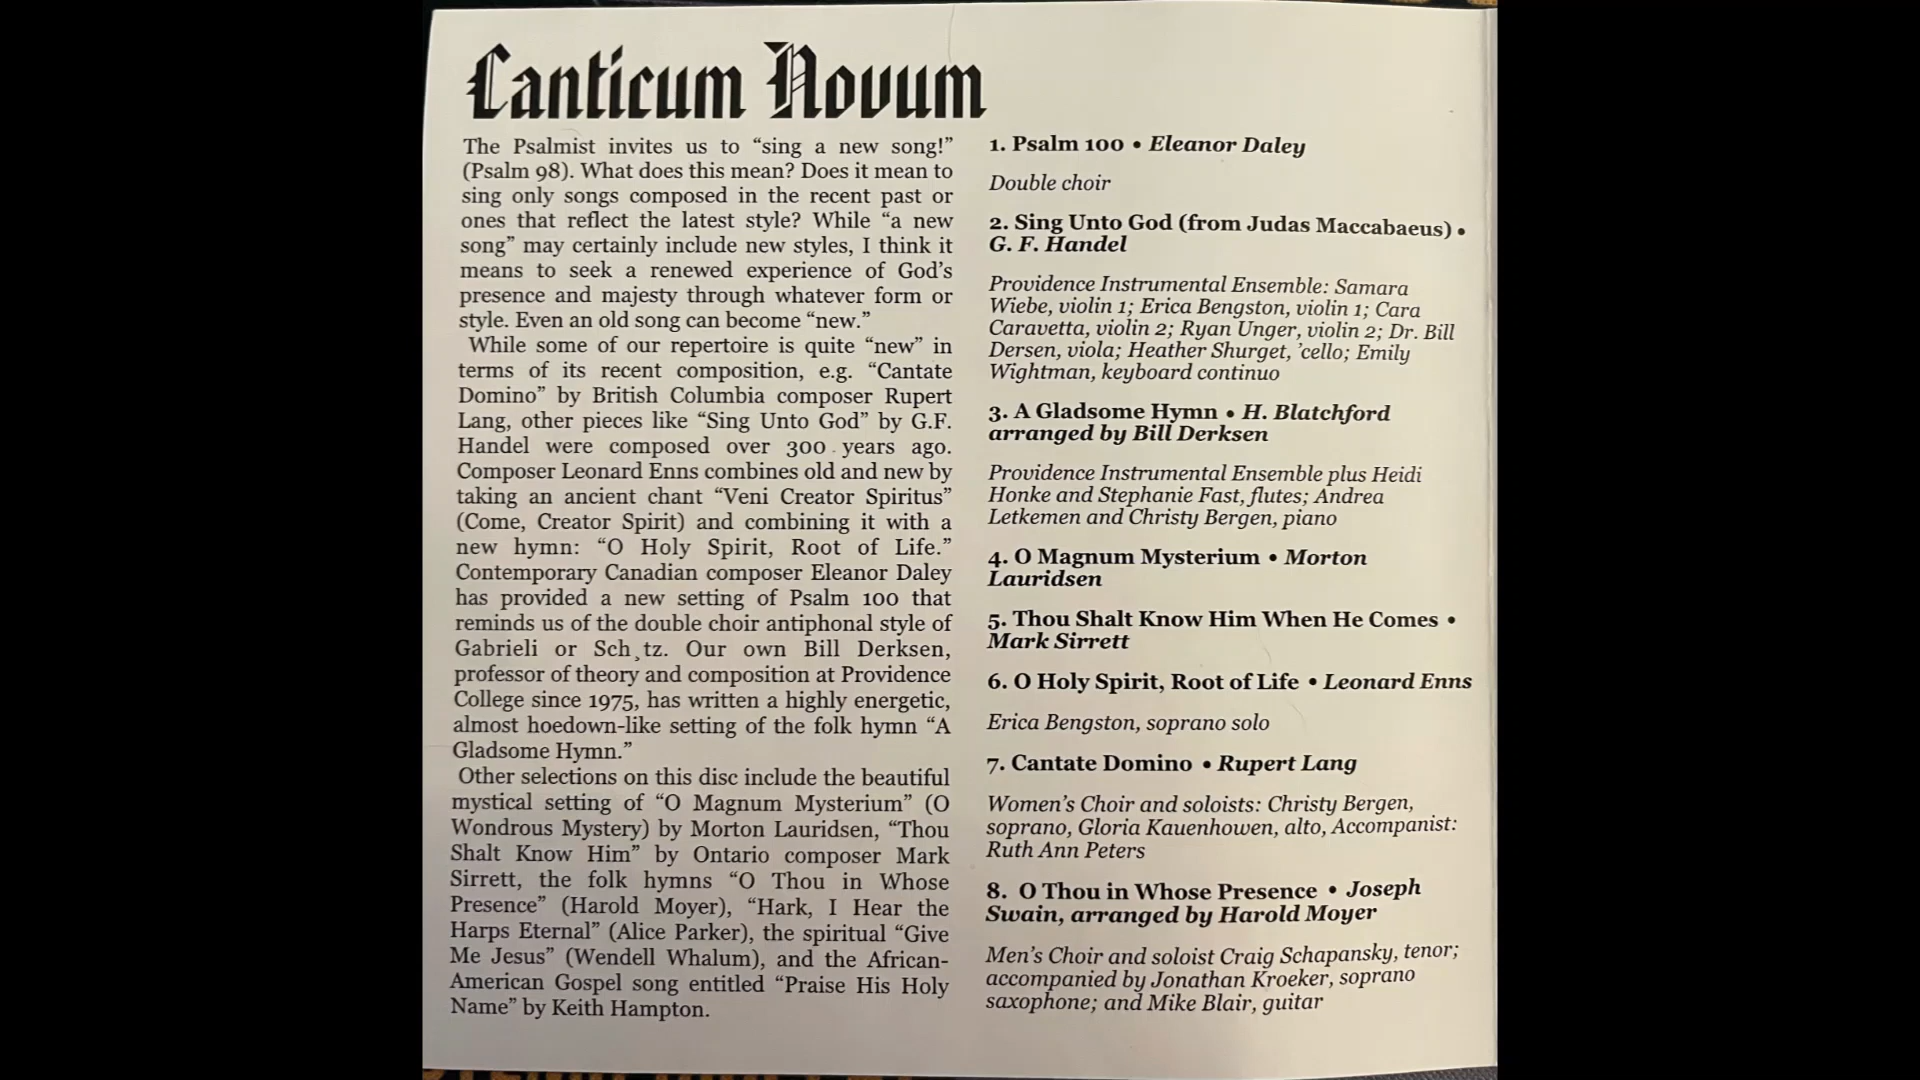 Canticum Novum
The Psalmist invites us to “sing a new song!”
(Psalm 98). What does this mean? Does it mean to
sing only songs composed in the recent past or
ones that reflect the latest style? While “a new
song” may certainly include new styles, I think it
means to seek a renewed experience of God’s
presence and majesty through whatever form or
style. Even an old song can become “new.”
While some of our repertoire is quite “new” in
terms of its recent composition, e.g. “Cantate
Domino” by British Columbia composer Rupert
Lang, other pieces like “Sing Unto God” by G.F.
Handel were composed over 300 years ago.
Composer Leonard Enns combines old and new by
taking an ancient chant “Veni Creator Spiritus”
(Come, Creator Spirit) and combining it with a
new hymn: “O Holy Spirit, Root of Life.”
Contemporary Canadian composer Eleanor Daley
has provided a new setting of Psalm 100 that
reminds us of the double choir antiphonal style of
Gabrieli or Sch¸tz. Our own Bill Derksen,
professor of theory and composition at Providence
College since 1975, has written a highly energetic,
almost hoedown-like setting of the folk hymn “A
Gladsome Hymn.”
Other selections on this disc include the beautiful
mystical setting of “O Magnum Mysterium” (O
Wondrous Mystery) by Morton Lauridsen, “Thou
Shalt Know Him” by Ontario composer Mark
Sirrett, the folk hymns “O Thou in Whose
Presence” (Harold Moyer), “Hark, I Hear the
Harps Eternal” (Alice Parker), the spiritual “Give
Me Jesus” (Wendell Whalum), and the African-
American Gospel song entitled “Praise His Holy
Name” by Keith Hampton.
1. Psalm 100 • Eleanor Daley
Double choir
2. Sing Unto God (from Judas Maccabaeus) •
G. F. Handel
Providence Instrumental Ensemble: Samara
Wiebe, violin 1; Erica Bengston, violin 1; Cara
Caravetta, violin 2; Ryan Unger, violin 2; Dr. Bill
Dersen, viola; Heather Shurget, ’cello; Emily
Wightman, keyboard continuo
3. A Gladsome Hymn • H. Blatchford
arranged by Bill Derksen
Providence Instrumental Ensemble plus Heidi
Honke and Stephanie Fast, flutes; Andrea
Letkemen and Christy Bergen, piano
4. O Magnum Mysterium • Morton
Lauridsen
5. Thou Shalt Know Him When He Comes •
Mark Sirrett
6. O Holy Spirit, Root of Life • Leonard Enns
Erica Bengston, soprano solo
7. Cantate Domino • Rupert Lang
Women’s Choir and soloists: Christy Bergen,
soprano, Gloria Kauenhowen, alto, Accompanist:
Ruth Ann Peters
8. O Thou in Whose Presence • Joseph
Swain, arranged by Harold Moyer
Men’s Choir and soloist Craig Schapansky, tenor;
accompanied by Jonathan Kroeker, soprano
saxophone; and Mike Blair, guitar